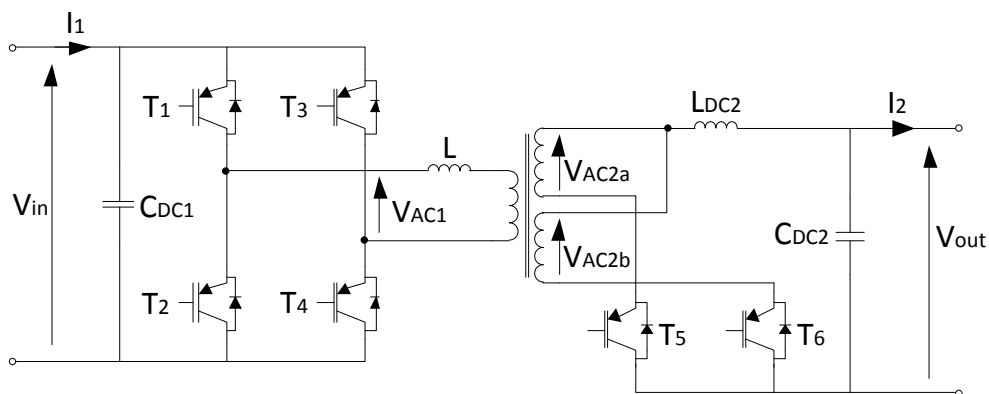 I1
T1
T3
LDC2
I2
L
VAC2a
Vin
CDC1
VAC1
CDC2
Vout
VAC2b
T2
T4
T5
T6